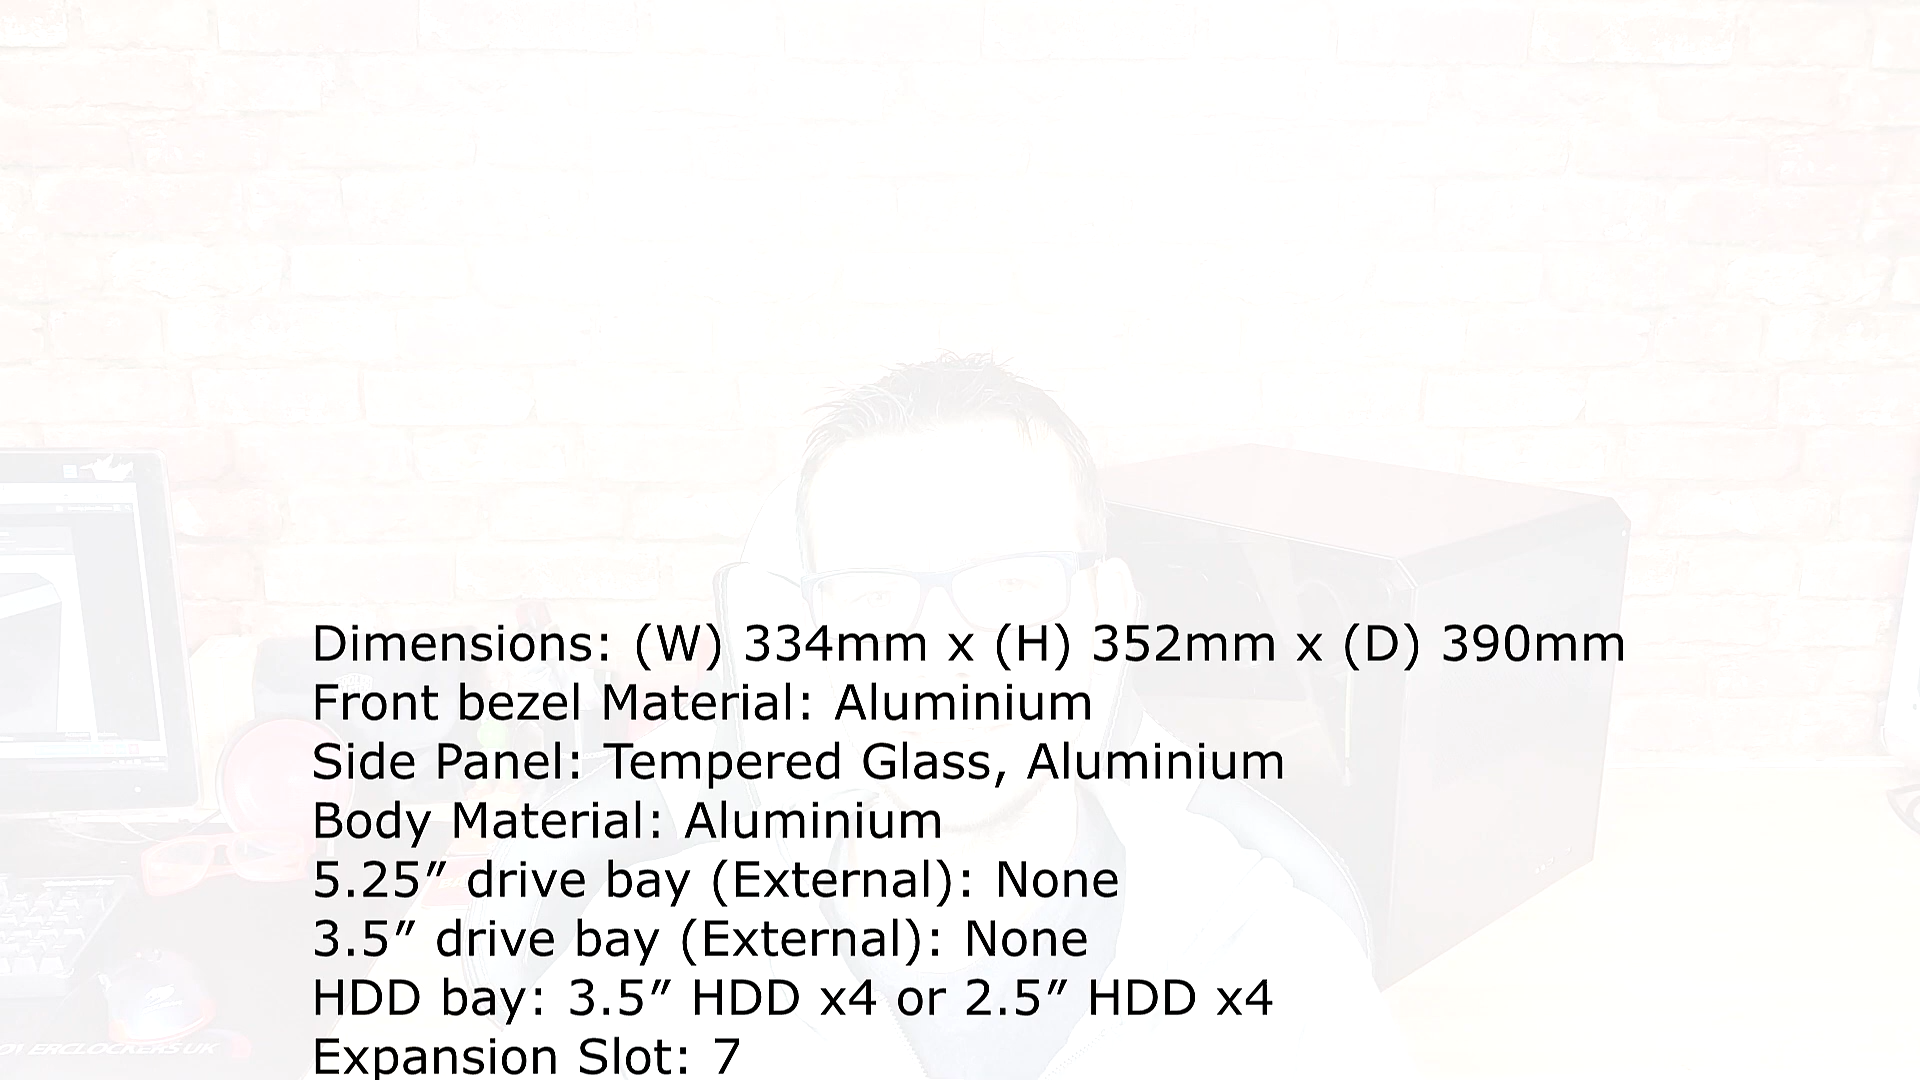 Dimensions: (W) 334mm x (H) 352mm x (D) 390mm
Front bezel Material: Aluminium
Side Panel: Tempered Glass, Aluminium
Body Material: Aluminium
5.25” drive bay (External): None
3.5” drive bay (External): None
HDD bay: 3.5” HDD x4 or 2.5” HDD x4
Expansion Slot: 7
OVERCLOCKERS UK